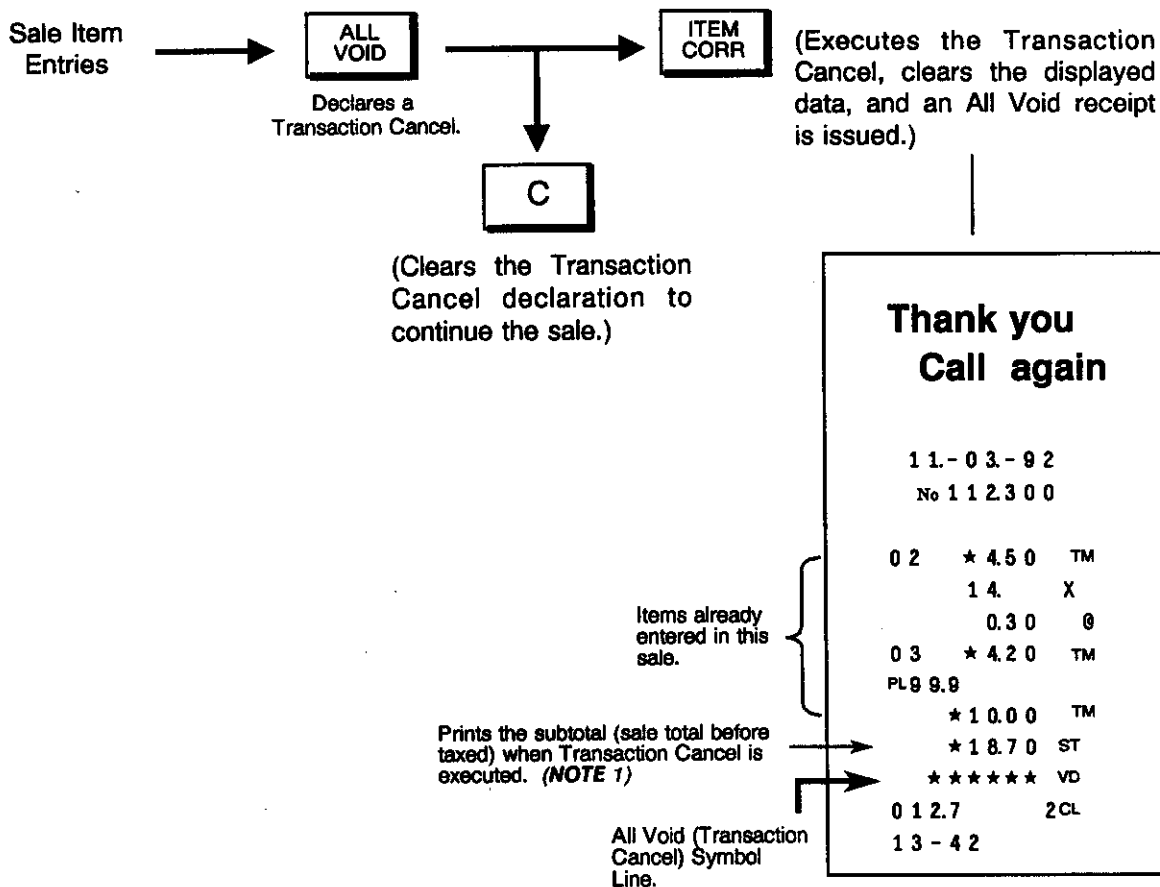 Sale Item
Entries
ALL
VOID
Declares a
Transaction Cancel.
ITEM
CORR
(Executes the Transaction
Cancel, clears the displayed
data, and an All Void receipt
is issued.)
C
(Clears the Transaction
Cancel declaration to
continue the sale.)
Thank you
Call again
11.-03.-92
No 112.300
02 ★4.50 TM
14. X
0.30 @
03 ★4.20 TM
PL99.9
★10.00 TM
★18.70 ST
★★★★★★ VD
012.7 2CL
13-42
Items already
entered in this
sale.
Prints the subtotal (sale total before
taxed) when Transaction Cancel is
executed. (NOTE 1)
All Void (Transaction
Cancel) Symbol
Line.